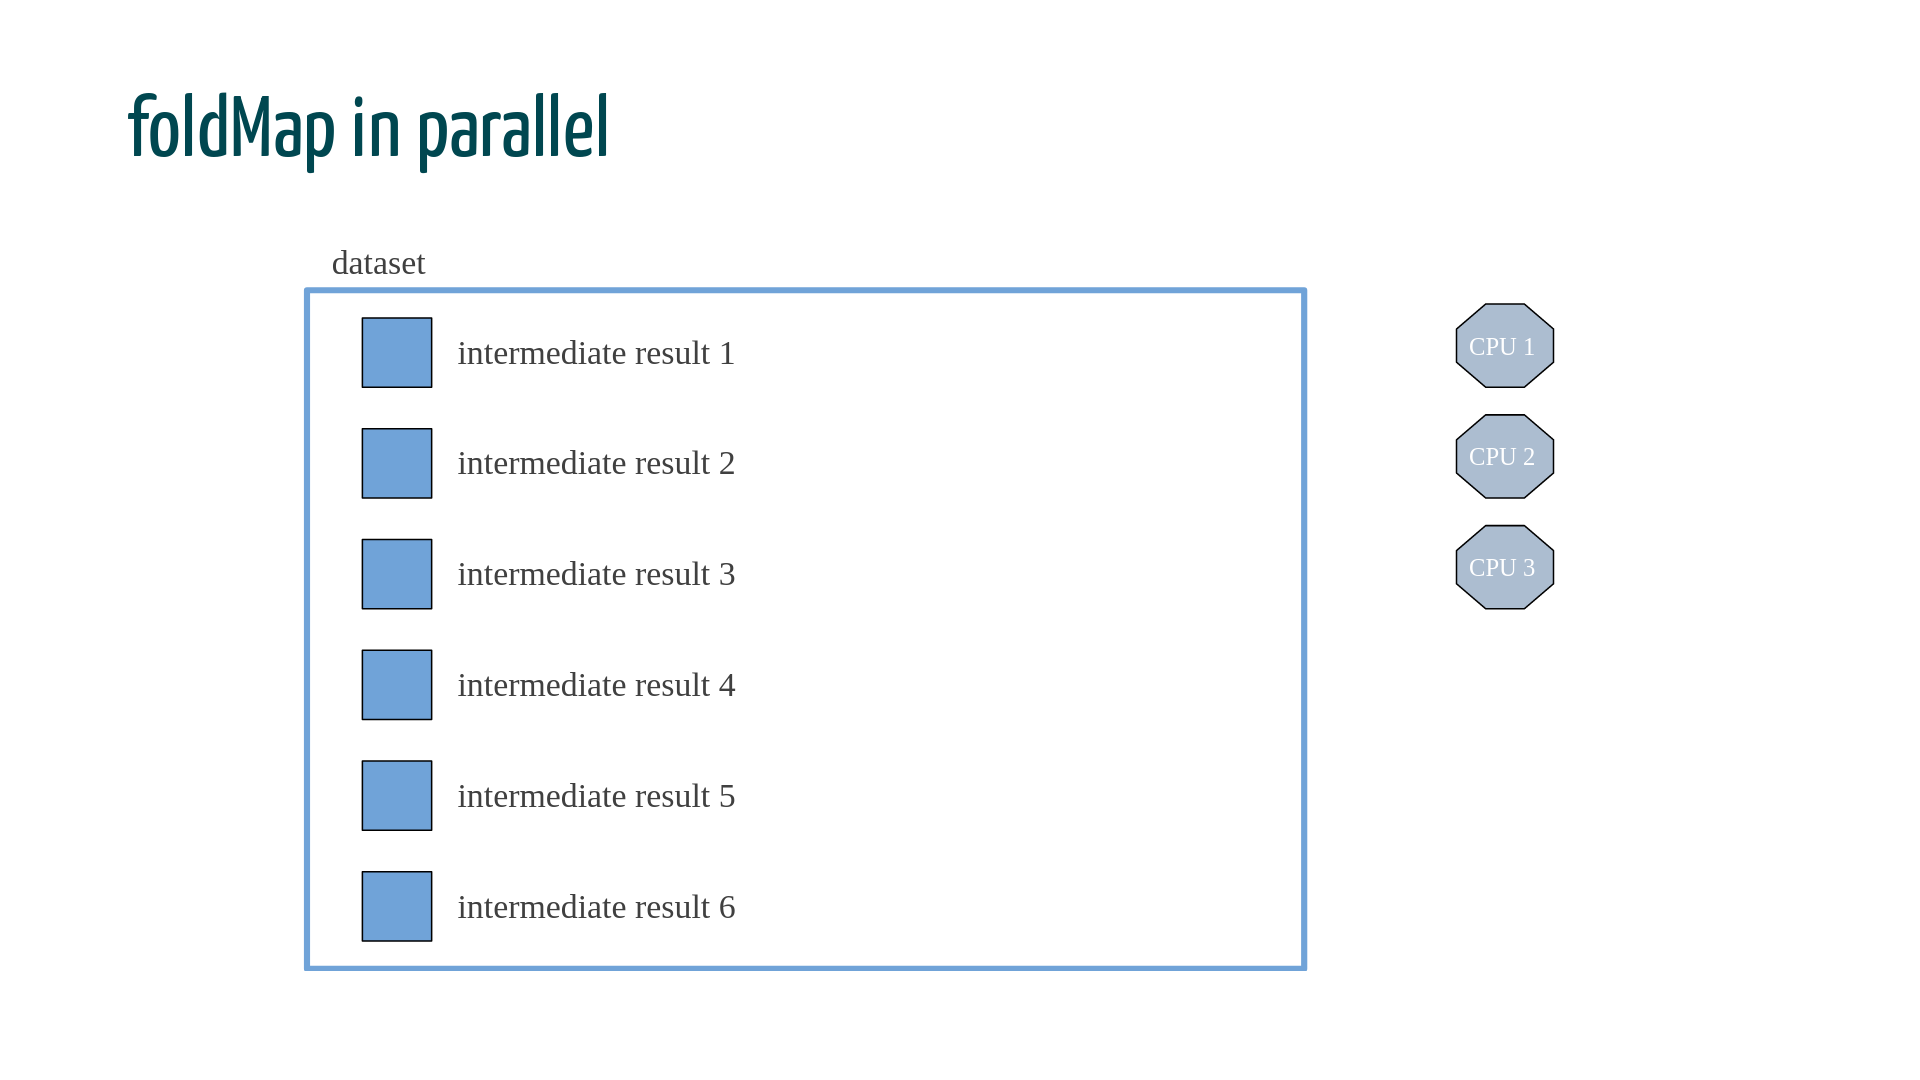 foldMap in parallel
dataset
intermediate result 1
intermediate result 2
intermediate result 3
intermediate result 4
intermediate result 5
intermediate result 6
CPU 1
CPU 2
CPU 3